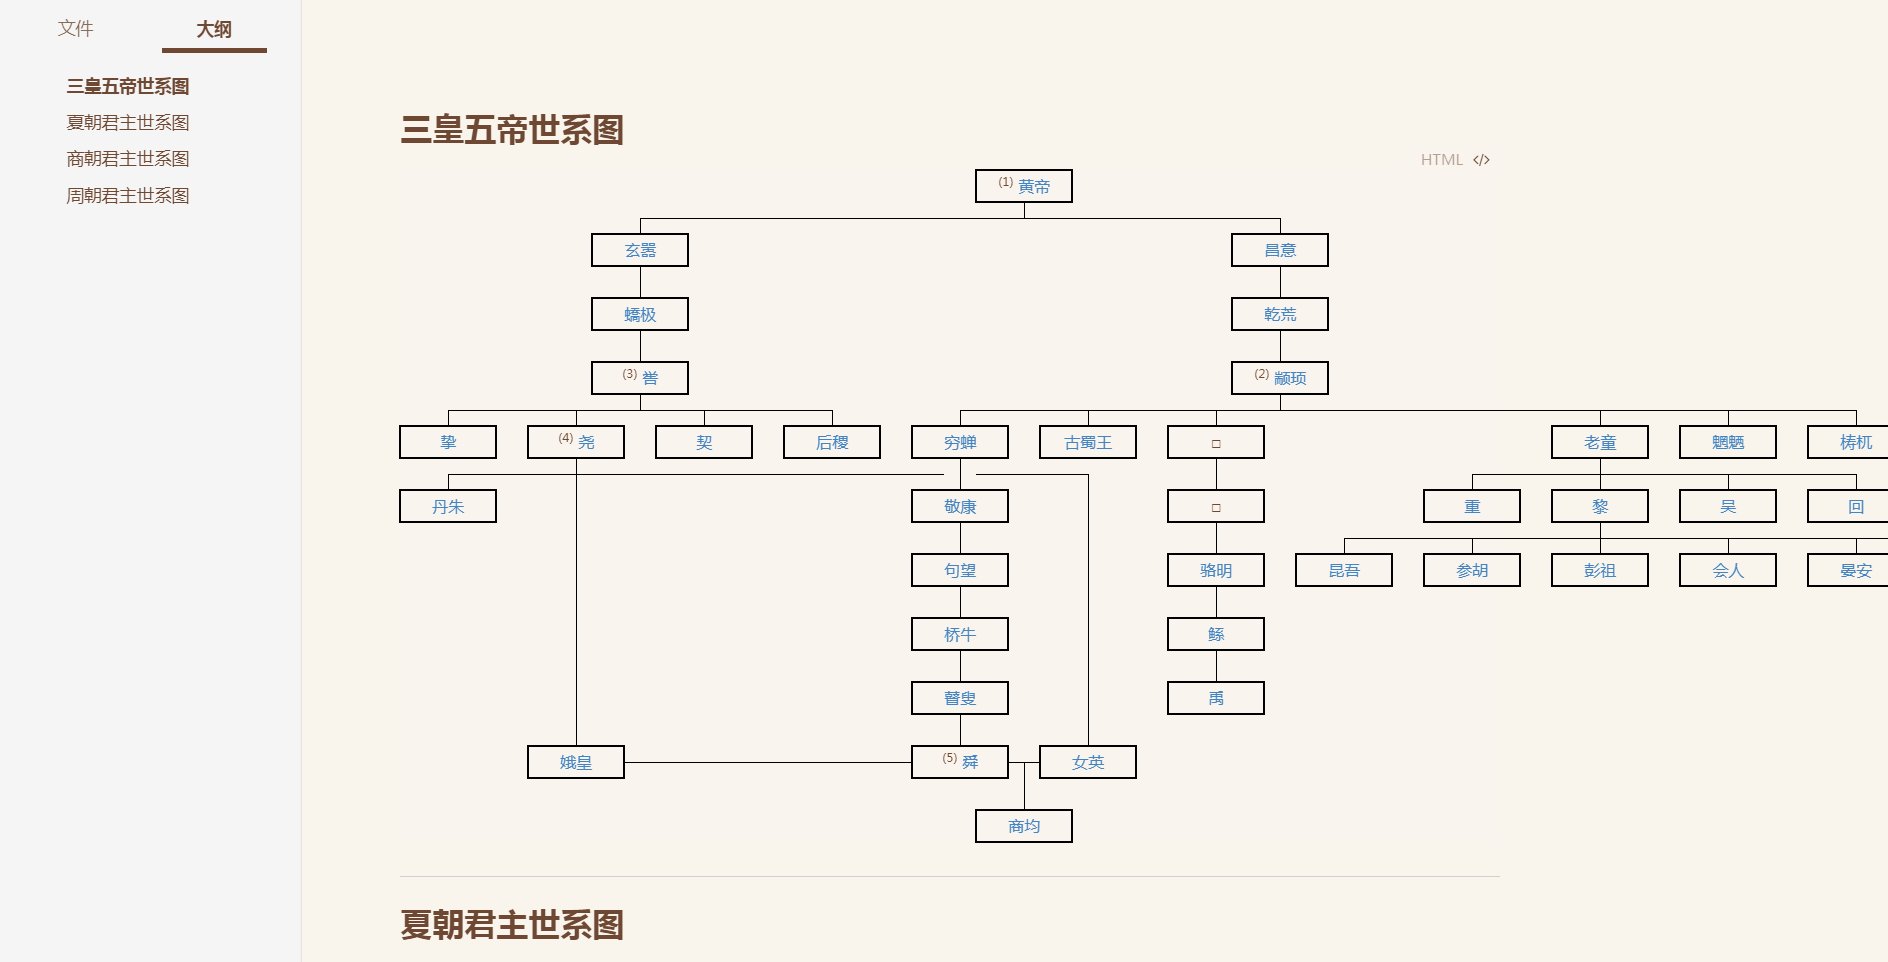 文件
大纲
三皇五帝世系图
夏朝君主世系图
商朝君主世系图
周朝君主世系图
三皇五帝世系图
HTML </>
(1) 黄帝
玄嚣
昌意
蟜极
乾荒
(3) 喾
(2) 颛顼
挚
(4) 尧
契
后稷
穷蝉
古蜀王
□
老童
魍魉
梼杌
丹朱
敬康
□
重
黎
吴
回
句望
骆明
昆吾
参胡
彭祖
会人
晏安
桥牛
鲧
瞽叟
禹
娥皇
(5) 舜
女英
商均
夏朝君主世系图